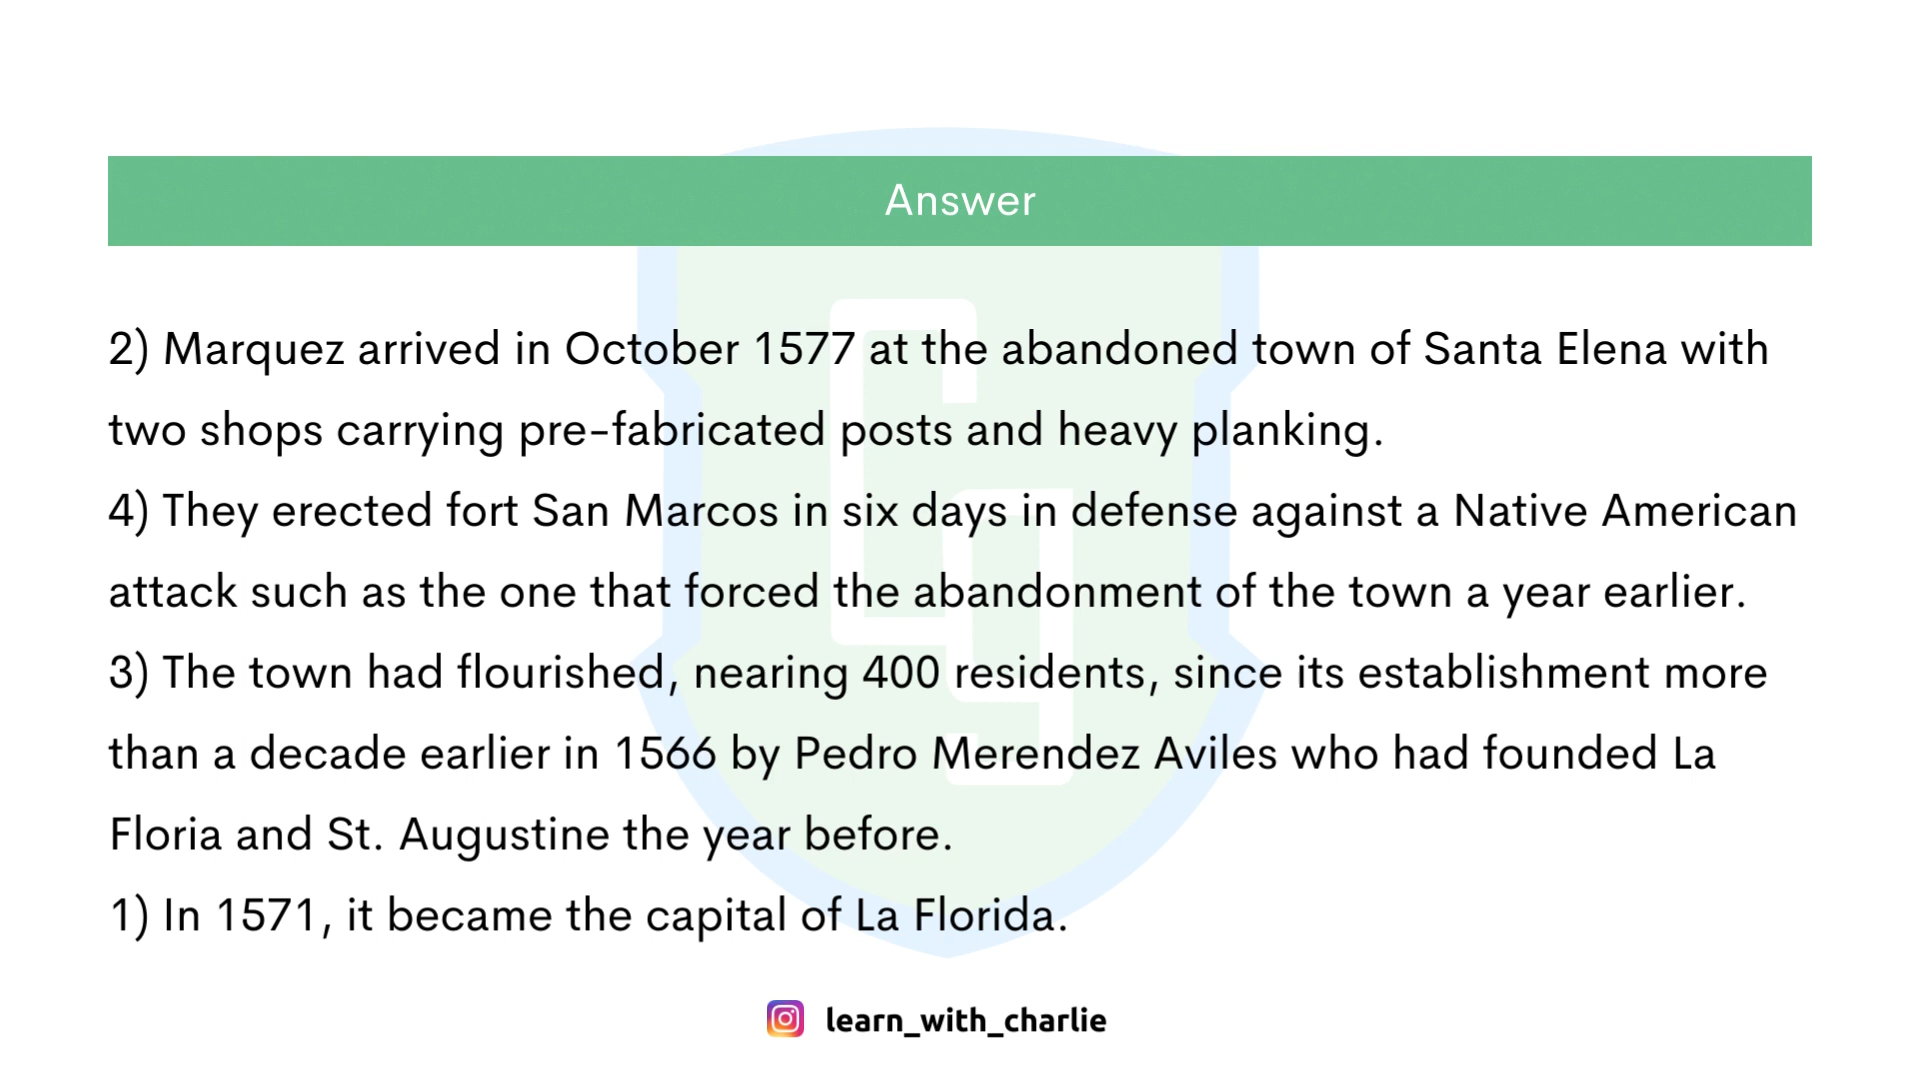 Answer
2) Marquez arrived in October 1577 at the abandoned town of Santa Elena with
two shops carrying pre-fabricated posts and heavy planking.
4) They erected fort San Marcos in six days in defense against a Native American
attack such as the one that forced the abandonment of the town a year earlier.
3) The town had flourished, nearing 400 residents, since its establishment more
than a decade earlier in 1566 by Pedro Merendez Aviles who had founded La
Floria and St. Augustine the year before.
1) In 1571, it became the capital of La Florida.
learn_with_charlie